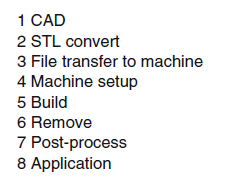 1 CAD
2 STL convert
3 File transfer to machine
4 Machine setup
5 Build
6 Remove
7 Post-process
8 Application